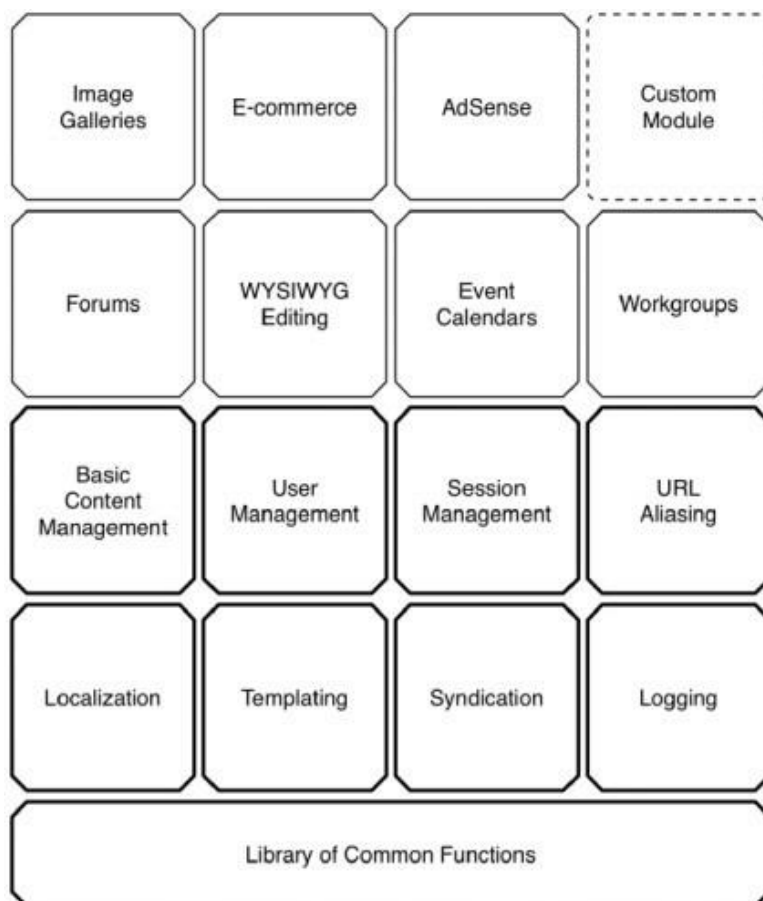 Image
Galleries
E-commerce
AdSense
Custom
Module
Forums
WYSIWYG
Editing
Event
Calendars
Workgroups
Basic
Content
Management
User
Management
Session
Management
URL
Aliasing
Localization
Templating
Syndication
Logging
Library of Common Functions